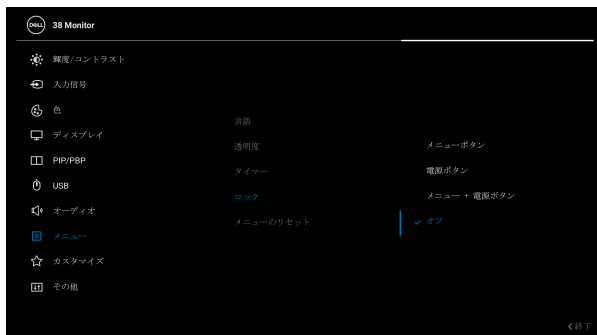 DELL 38 Monitor
輝度/コントラスト
入力信号
色
ディスプレイ
PIP/PBP
USB
オーディオ
メニュー
カスタマイズ
その他
言語
透明度
タイマー
ロック
メニューのリセット
メニューボタン
電源ボタン
メニュー + 電源ボタン
オフ
終了